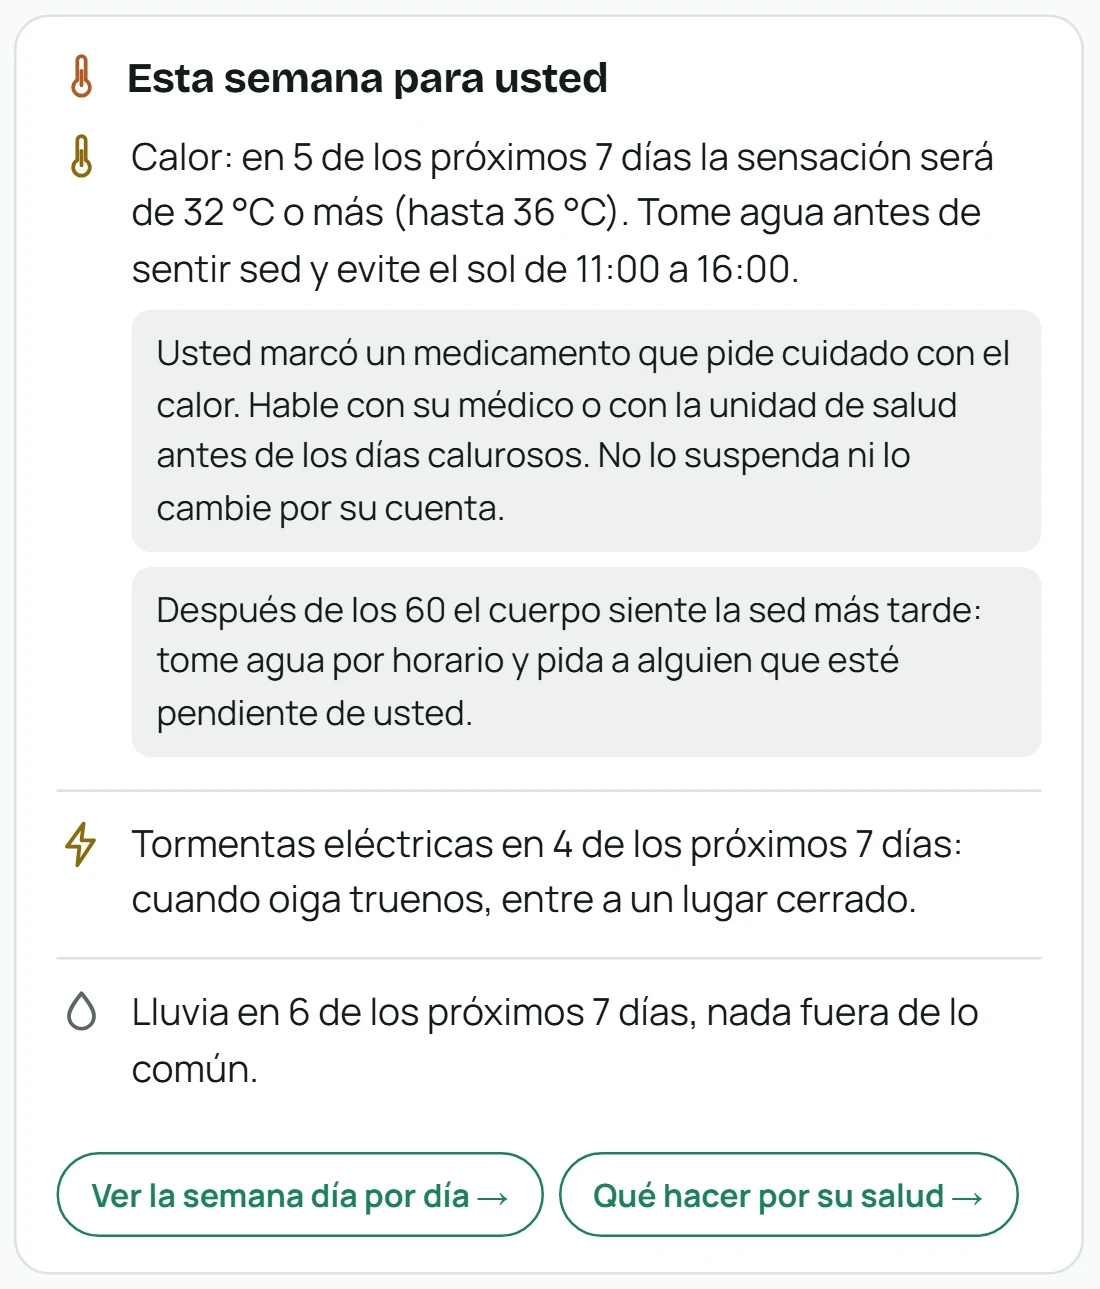 Esta semana para usted
Calor: en 5 de los próximos 7 días la sensación será
de 32 °C o más (hasta 36 °C). Tome agua antes de
sentir sed y evite el sol de 11:00 a 16:00.
Usted marcó un medicamento que pide cuidado con el
calor. Hable con su médico o con la unidad de salud
antes de los días calurosos. No lo suspenda ni lo
cambie por su cuenta.
Después de los 60 el cuerpo siente la sed más tarde:
tome agua por horario y pida a alguien que esté
pendiente de usted.
Tormentas eléctricas en 4 de los próximos 7 días:
cuando oiga truenos, entre a un lugar cerrado.
Lluvia en 6 de los próximos 7 días, nada fuera de lo
común.
Ver la semana día por día →
Qué hacer por su salud →